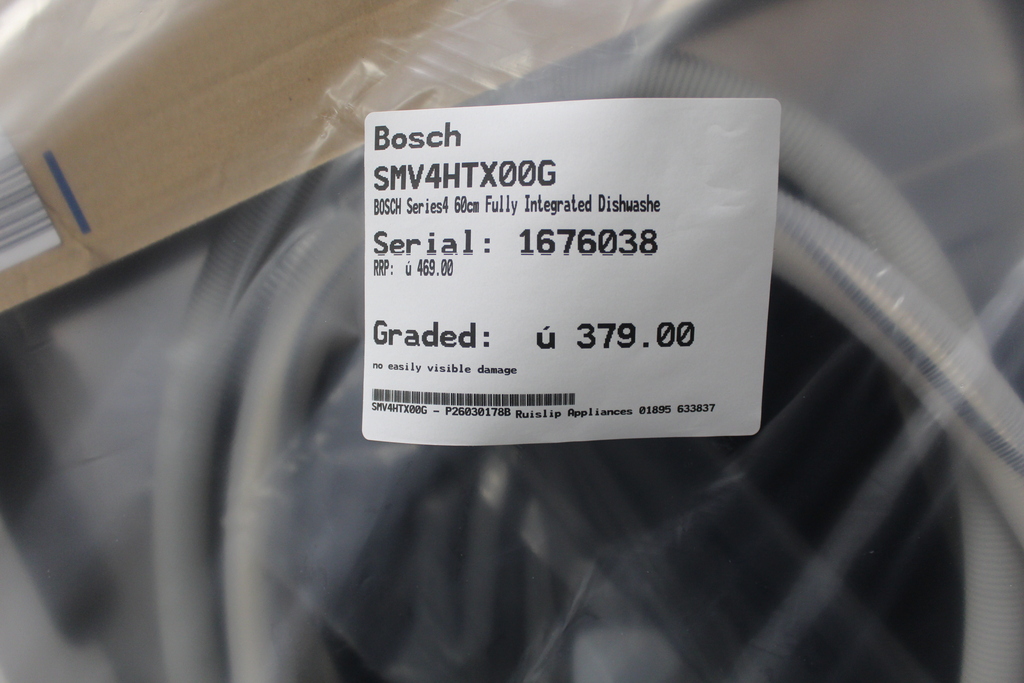 Bosch
SMV4HTX00G
BOSCH Series4 60cm Fully Integrated Dishwashe
Serial: 1676038
RRP: ú 469.00
Graded: ú 379.00
no easily visible damage
SMV4HTX00G - P26030178B Ruislip Appliances 01895 633837